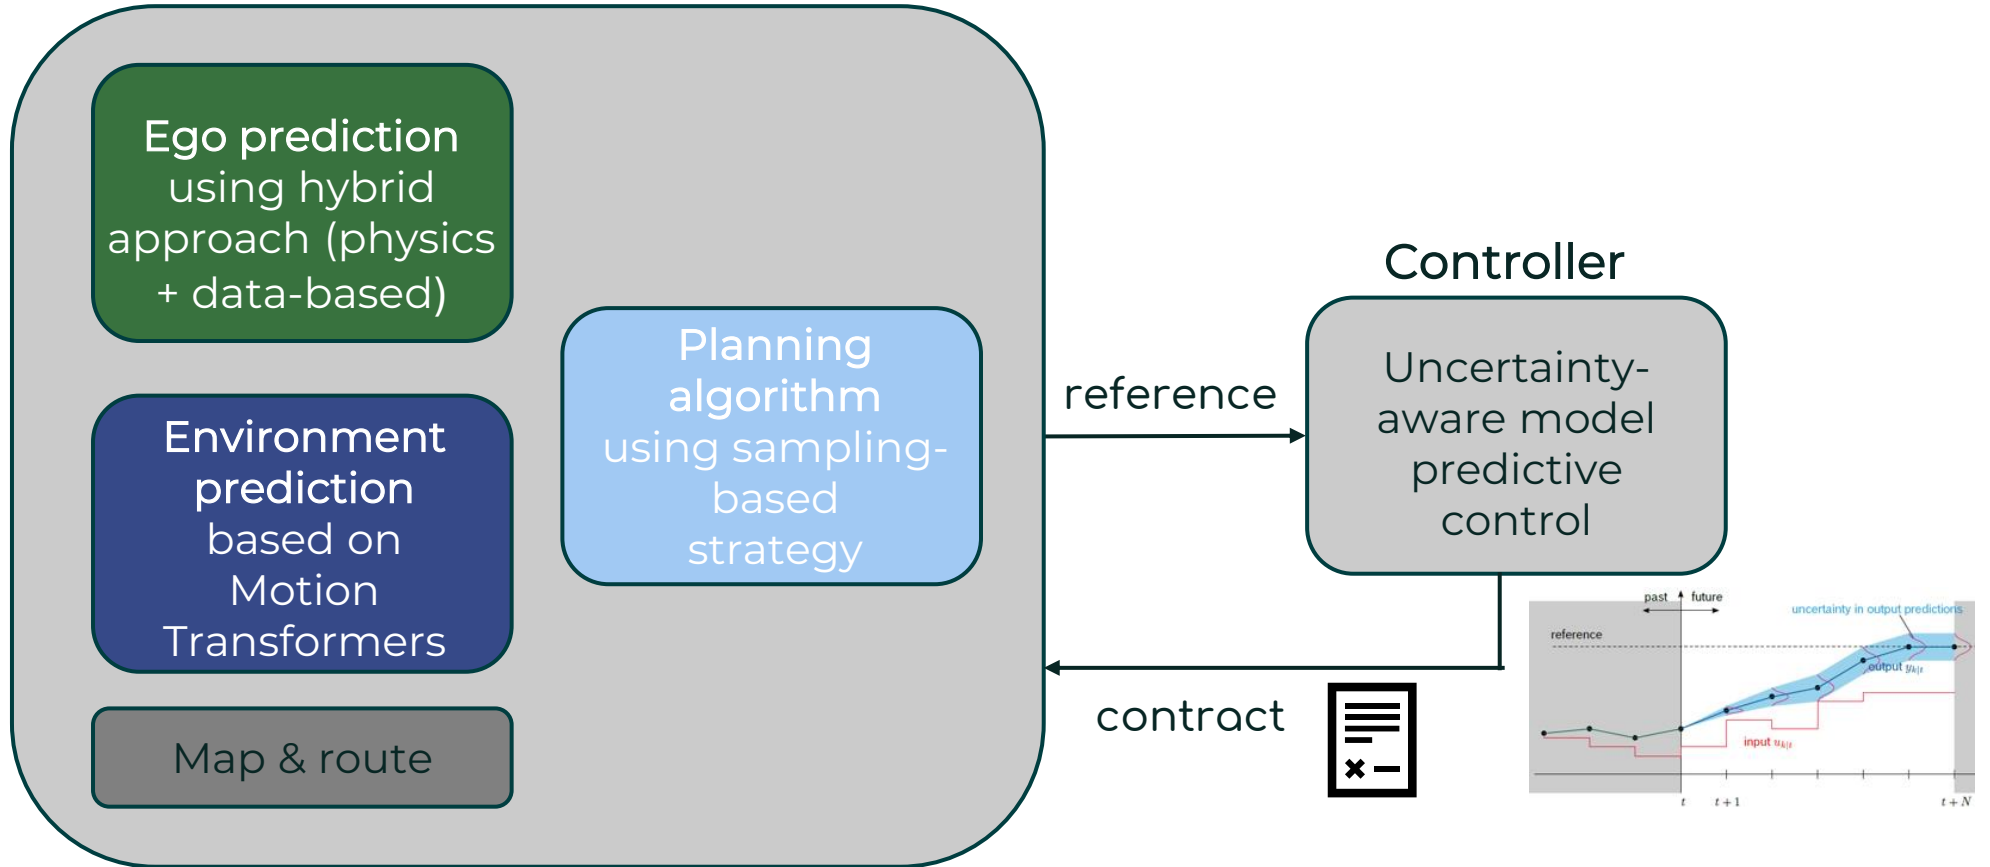 Ego prediction
using hybrid
approach (physics
+ data-based)
Environment
prediction
based on
Motion
Transformers
Map & route
Planning
algorithm
using sampling-
based
strategy
reference
contract
Controller
Uncertainty-
aware model
predictive
control
past future
uncertainty in output predictions
reference
output y_{k|t}
input u_{k|t}
t t + 1 t + N